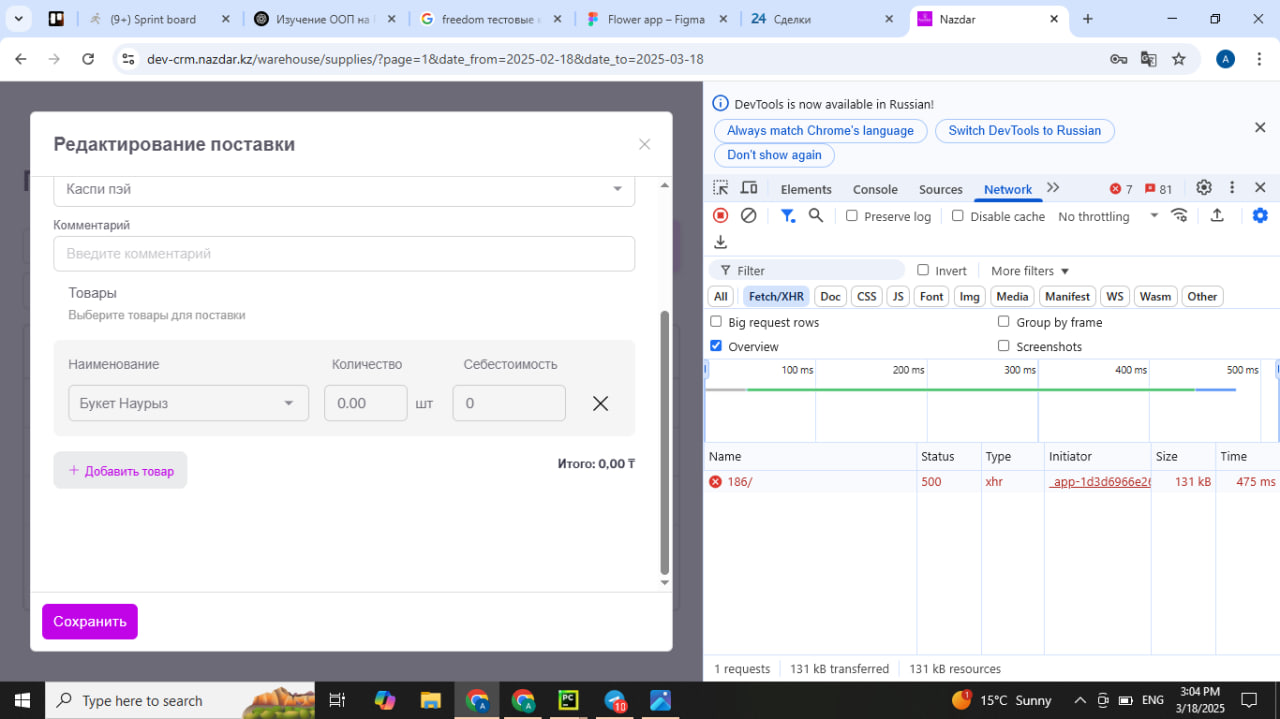 (9+) Sprint board
Изучение ООП на
freedom тестовые
Flower app – Figma
24 Сделки
Nazdar
dev-crm.nazdar.kz/warehouse/supplies/?page=1&date_from=2025-02-18&date_to=2025-03-18
A
Редактирование поставки
Каспи пэй
Комментарий
Введите комментарий
Товары
Выберите товары для поставки
Наименование Количество Себестоимость
Букет Наурыз 0.00 шт 0
+ Добавить товар
Итого: 0,00 ₸
Сохранить
DevTools is now available in Russian!
Always match Chrome's language Switch DevTools to Russian
Don't show again
Elements Console Sources Network 7 81
Preserve log Disable cache No throttling
Filter Invert More filters
All Fetch/XHR Doc CSS JS Font Img Media Manifest WS Wasm Other
Big request rows Group by frame
Overview Screenshots
100 ms 200 ms 300 ms 400 ms 500 ms
Name Status Type Initiator Size Time
186/ 500 xhr _app-1d3d6966e26 131 kB 475 ms
1 requests 131 kB transferred 131 kB resources
Type here to search
PC
A
A
10
1
15°C Sunny
ENG
3:04 PM
3/18/2025